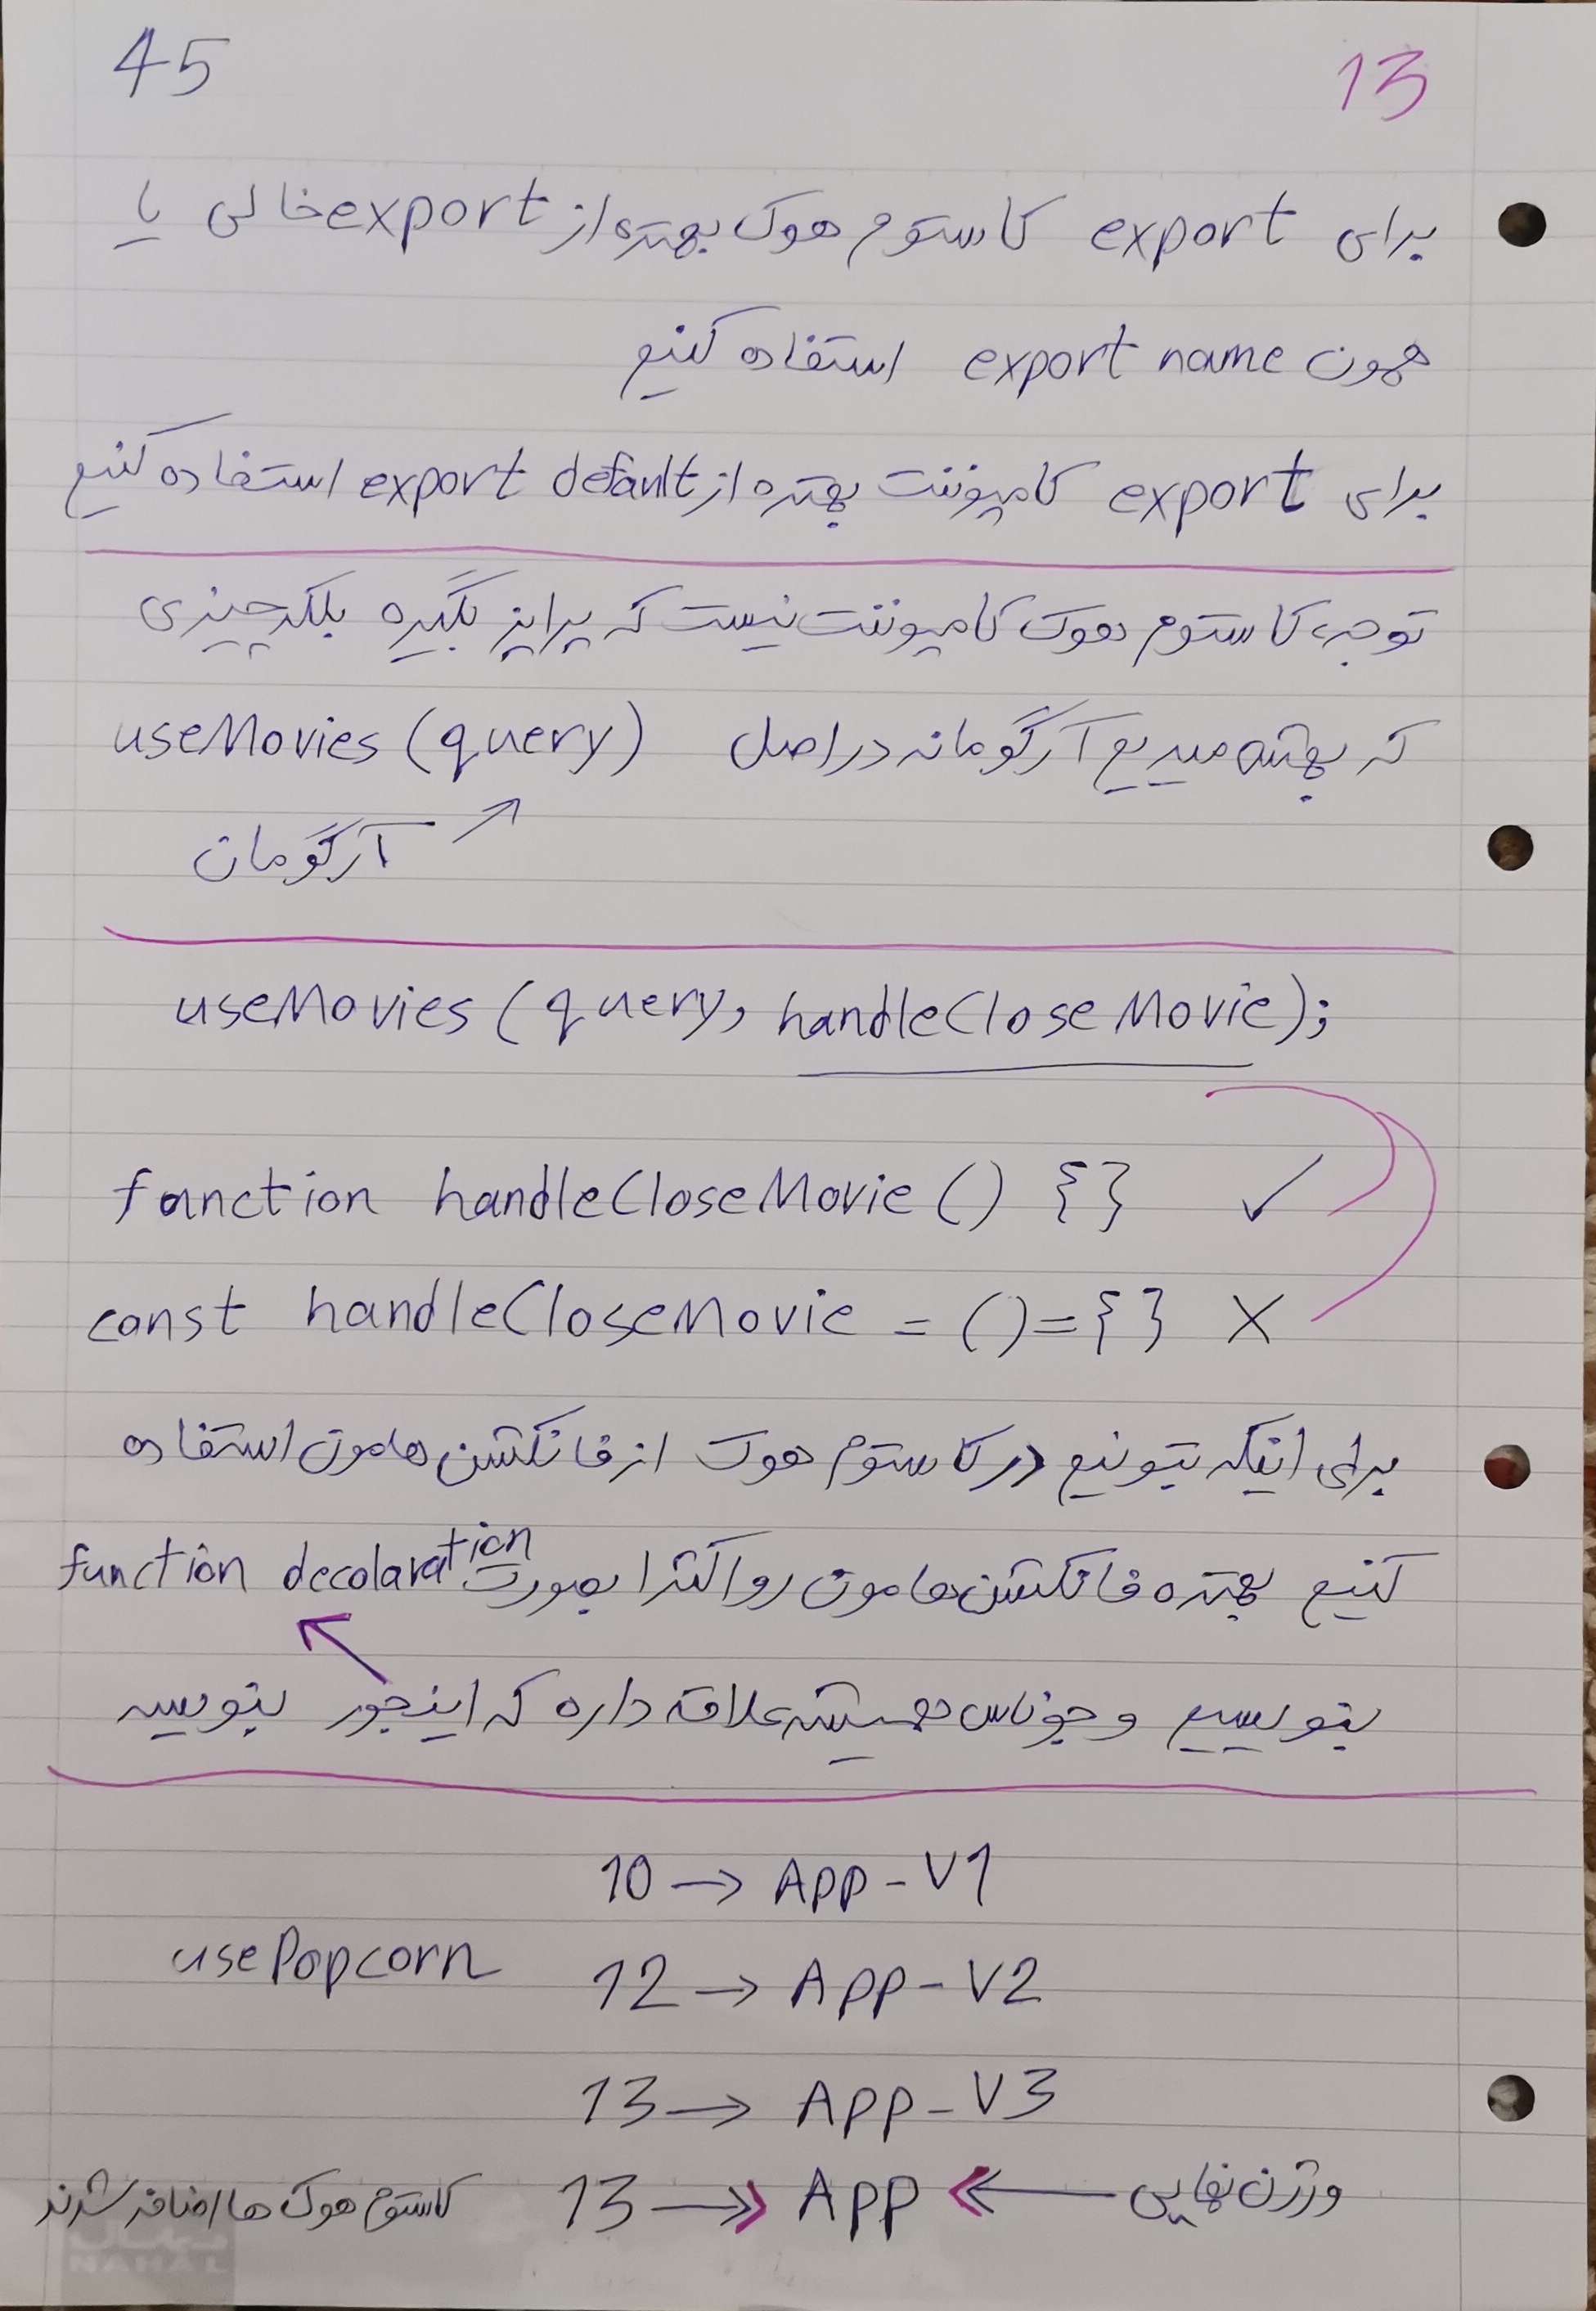 45
13
برای export کاستوم هوک بهتره از export خالی یا
همون export name استفاده کنیم
برای export کامپوننت بهتره از export default استفاده کنیم
توجه کاستوم هوک کامپوننت نیست که پراپز بگیره بلکه چیزی
که بهش میدیم آرگومانه در اصل useMovies (query)
آرگومان
useMovies (query, handleCloseMovie);
function handleCloseMovie () {} ✓
const handleCloseMovie = ()={} X
برای اینکه بتونیم در کاستوم هوک از فانکشن هامون استفاده
کنیم بهتره فانکشن هامون رو اکثرا بصورت function decolaration
بنویسیم و جوناس همیشه علاقه داره که اینجور بنویسه
10 → App-V1
usePopcorn 12 → App-V2
13 → App-V3
کاستوم هوک ها اضافه شدند 13 → App ← ورژن نهایی
NAHAL